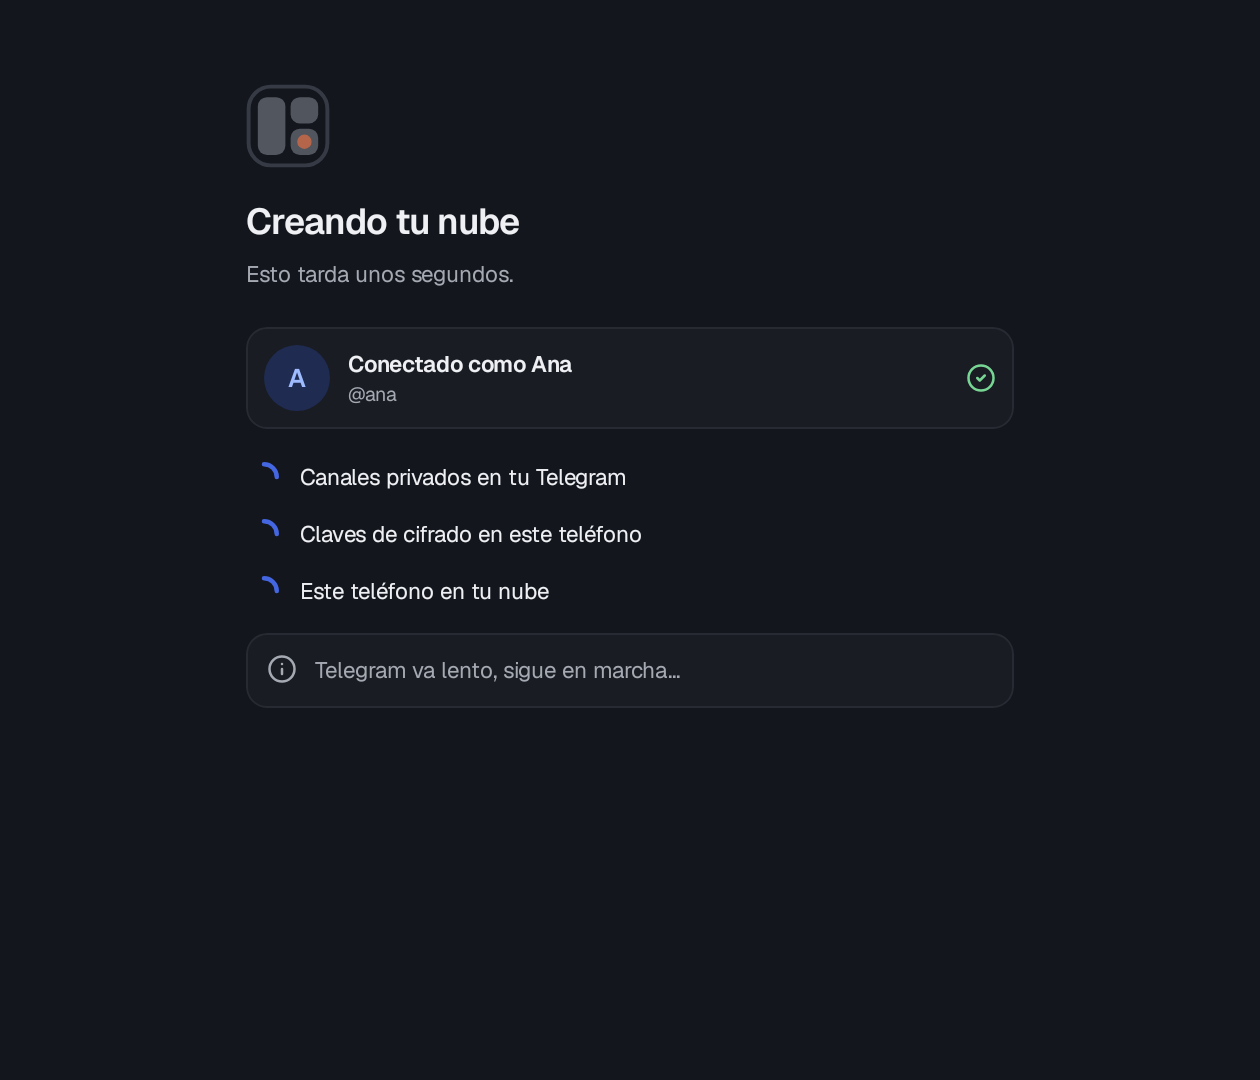 Creando tu nube
Esto tarda unos segundos.
A
Conectado como Ana
@ana
Canales privados en tu Telegram
Claves de cifrado en este teléfono
Este teléfono en tu nube
Telegram va lento, sigue en marcha…